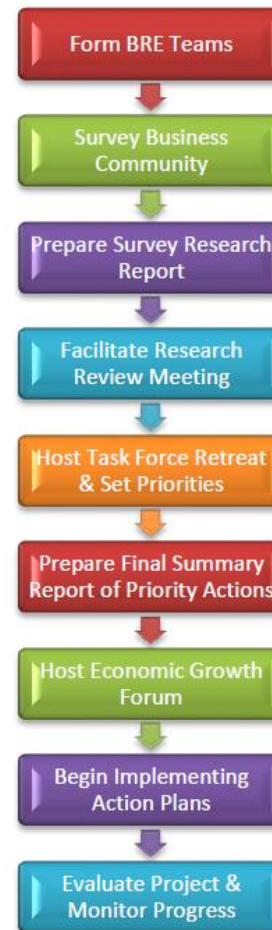 Form BRE Teams
Survey Business
Community
Prepare Survey Research
Report
Facilitate Research
Review Meeting
Host Task Force Retreat
& Set Priorities
Prepare Final Summary
Report of Priority Actions
Host Economic Growth
Forum
Begin Implementing
Action Plans
Evaluate Project &
Monitor Progress